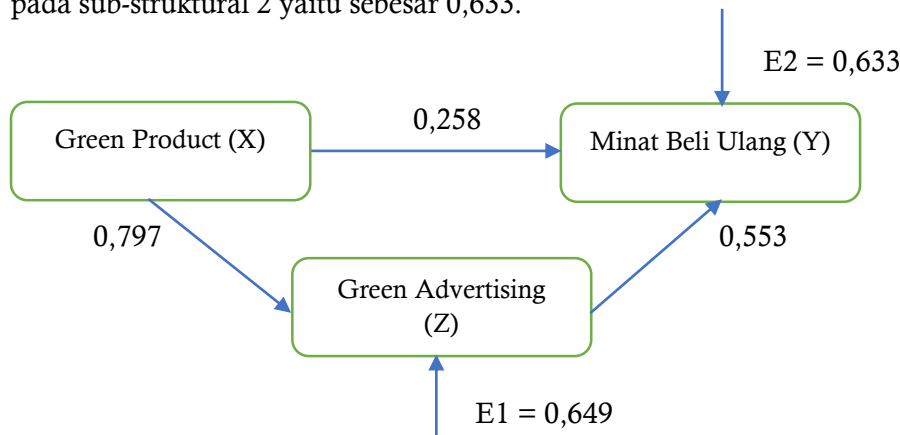 pada sub-struktural 2 yaitu sebesar 0,633.
E2 = 0,633
Green Product (X)
0,258
Minat Beli Ulang (Y)
0,797
0,553
Green Advertising
(Z)
E1 = 0,649